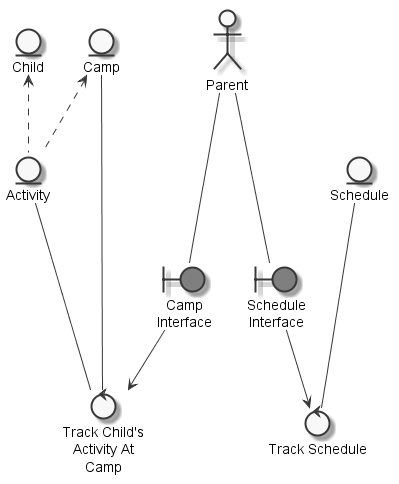 Child
Camp
Parent
Activity
Schedule
Camp
Interface
Schedule
Interface
Track Child's
Activity At
Camp
Track Schedule